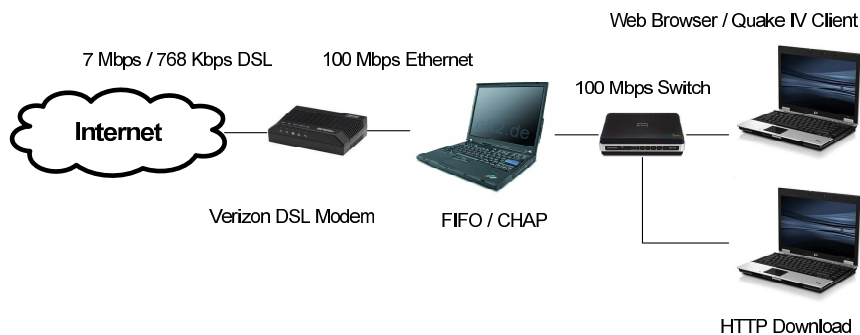 Web Browser / Quake IV Client
7 Mbps / 768 Kbps DSL
100 Mbps Ethernet
100 Mbps Switch
Internet
Verizon DSL Modem
FIFO / CHAP
HTTP Download